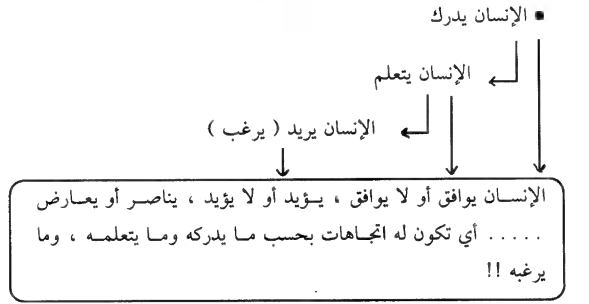 • الإنسان يدرك
الإنسان يتعلم
الإنسان يريد ( يرغب )
الإنسان يوافق أو لا يوافق ، يؤيد أو لا يؤيد ، يناصر أو يعارض
..... أي تكون له اتجاهات بحسب ما يدركه وما يتعلمه ، وما
يرغبه !!